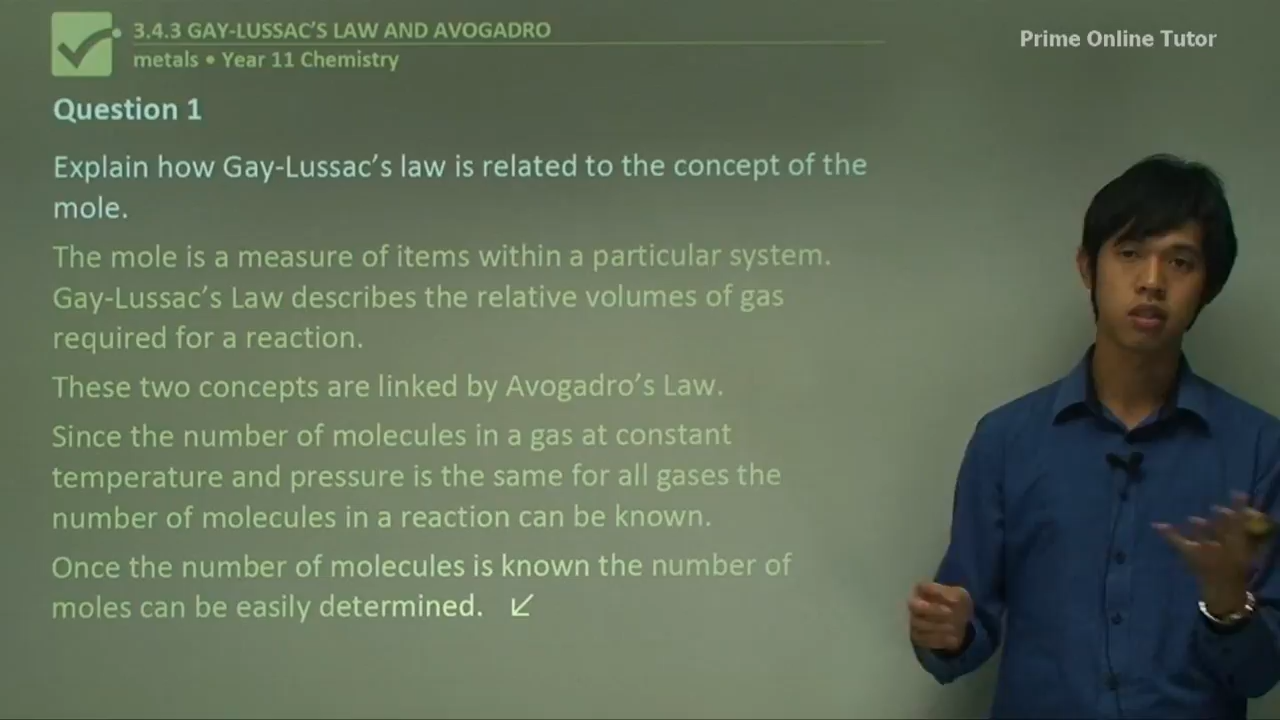 3.4.3 GAY-LUSSAC'S LAW AND AVOGADRO
metals • Year 11 Chemistry
Prime Online Tutor
Question 1
Explain how Gay-Lussac's law is related to the concept of the
mole.
The mole is a measure of items within a particular system.
Gay-Lussac's Law describes the relative volumes of gas
required for a reaction.
These two concepts are linked by Avogadro's Law.
Since the number of molecules in a gas at constant
temperature and pressure is the same for all gases the
number of molecules in a reaction can be known.
Once the number of molecules is known the number of
moles can be easily determined.